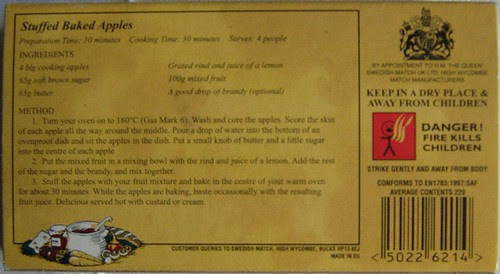 Stuffed Baked Apples
Preparation Time: 30 minutes Cooking Time: 30 minutes Serves: 4 people
INGREDIENTS
4 big cooking apples
Grated rind and juice of a lemon
65g soft brown sugar
100g mixed fruit
65g butter
A good drop of brandy (optional)
METHOD
1. Turn your oven on to 180°C (Gas Mark 6). Wash and core the apples. Score the skin
of each apple all the way around the middle. Pour a drop of water into the bottom of an
ovenproof dish and sit the apples in the dish. Put a small knob of butter and a little sugar
into the centre of each apple.
2. Put the mixed fruit in a mixing bowl with the rind and juice of a lemon. Add the rest
of the sugar and the brandy, and mix together.
3. Stuff the apples with your fruit mixture and bake in the centre of your warm oven
for about 30 minutes. While the apples are baking, baste occasionally with the resulting
fruit juice. Delicious served hot with custard or cream.
CUSTOMER QUERIES TO SWEDISH MATCH, HIGH WYCOMBE, BUCKS HP13 6EJ
MADE IN EU
BY APPOINTMENT TO H.M. THE QUEEN
SWEDISH MATCH UK LTD, HIGH WYCOMBE
MATCH MANUFACTURERS
KEEP IN A DRY PLACE &
AWAY FROM CHILDREN
DANGER!
FIRE KILLS
CHILDREN
STRIKE GENTLY AND AWAY FROM BODY
CONFORMS TO EN1783:1997:SAF
AVERAGE CONTENTS 220
<50226214>